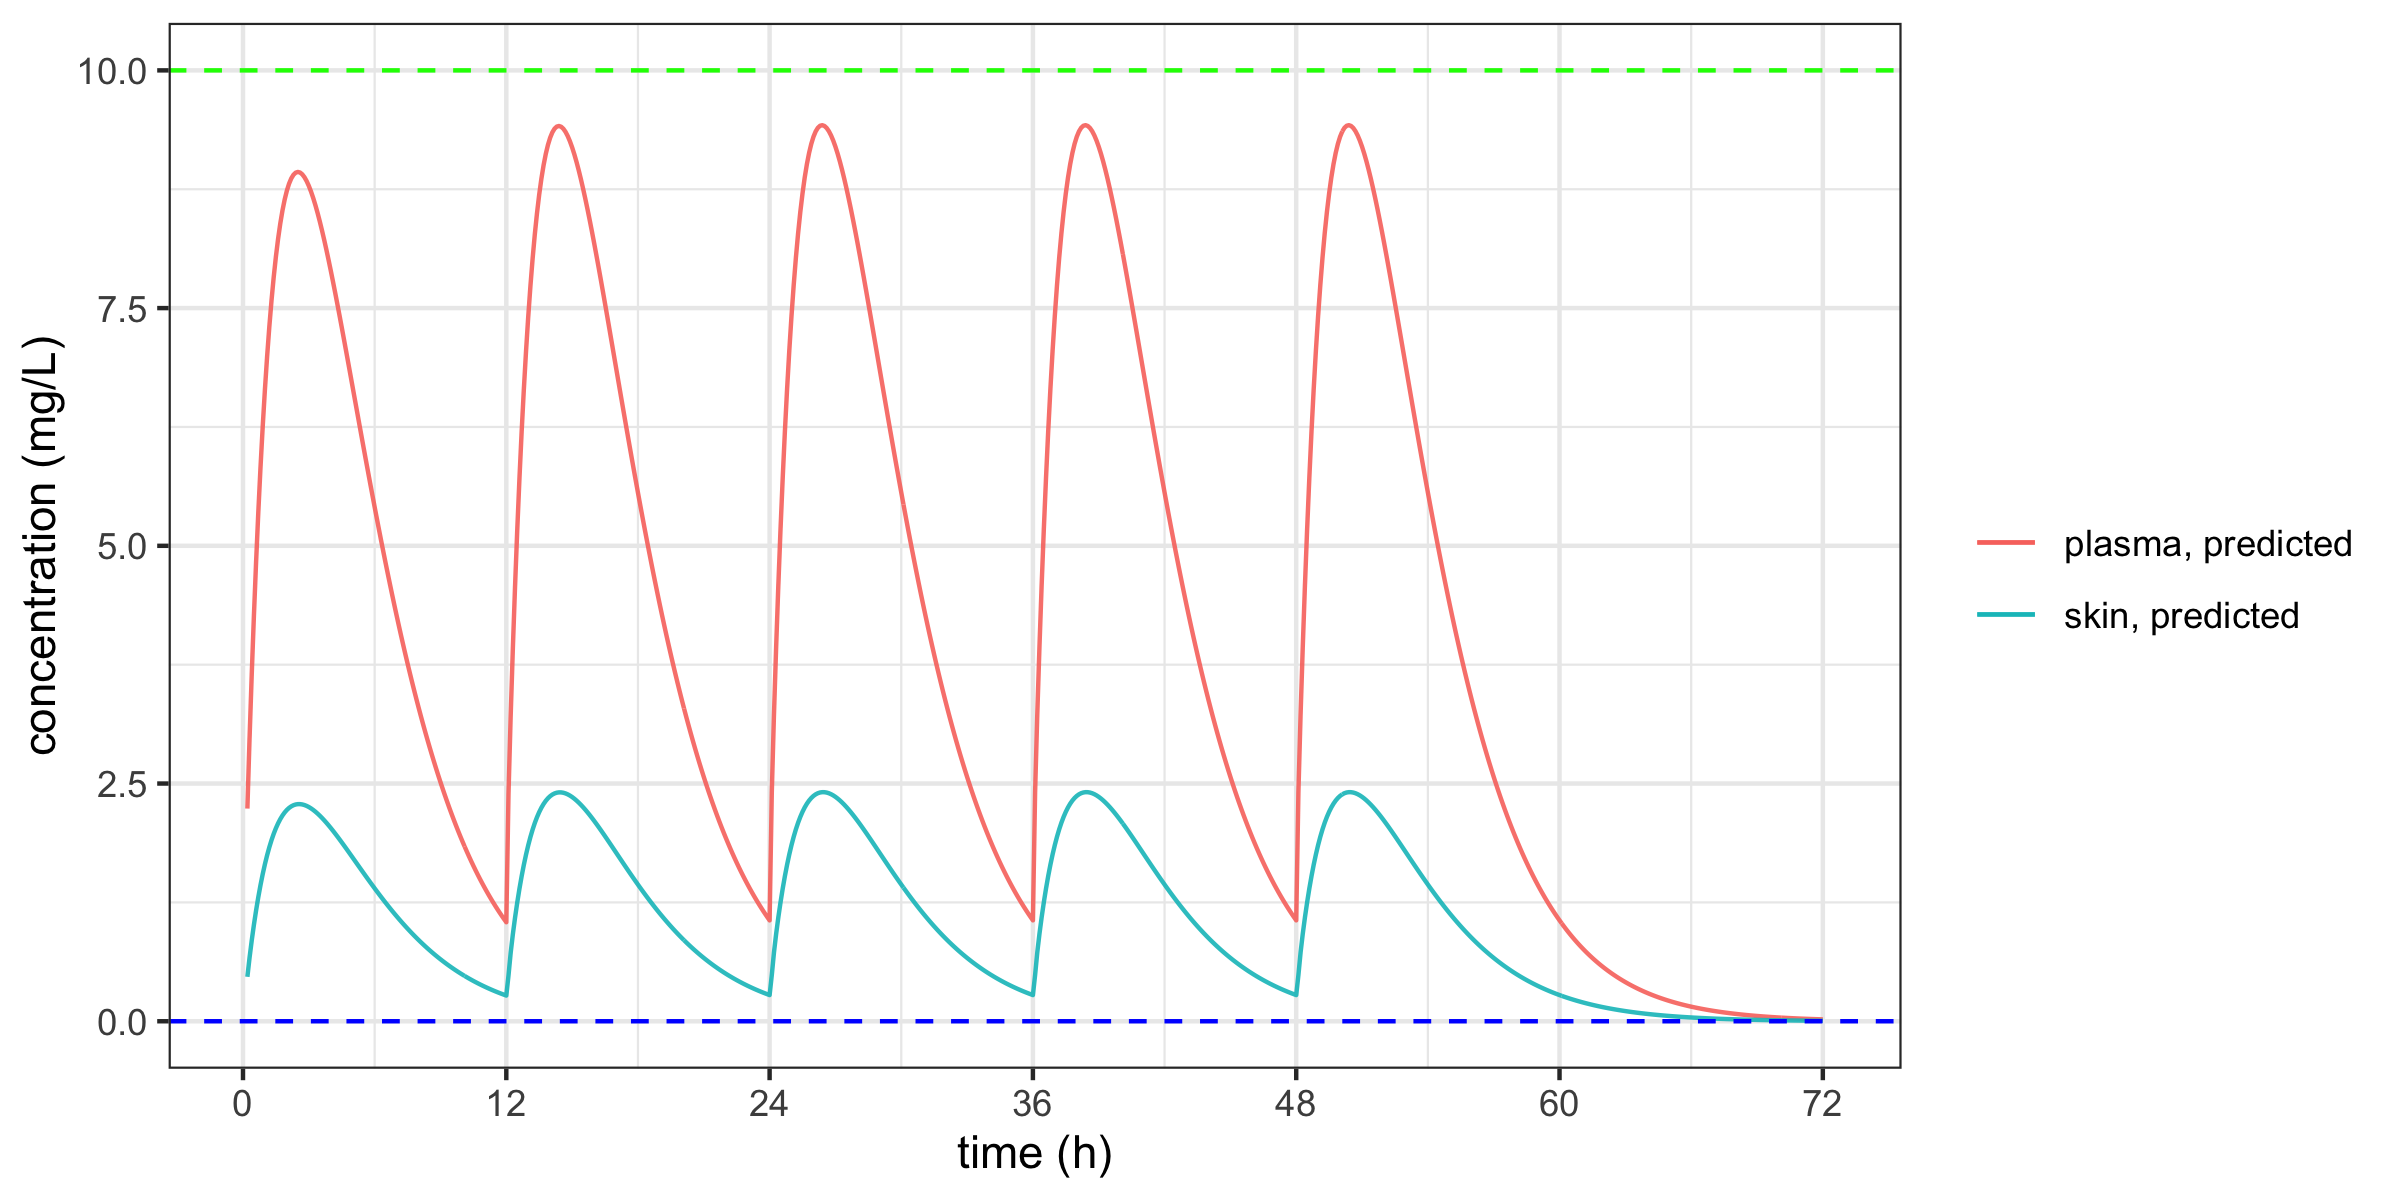 10.0
7.5
5.0
2.5
0.0
concentration (mg/L)
0 12 24 36 48 60 72
time (h)
plasma, predicted
skin, predicted